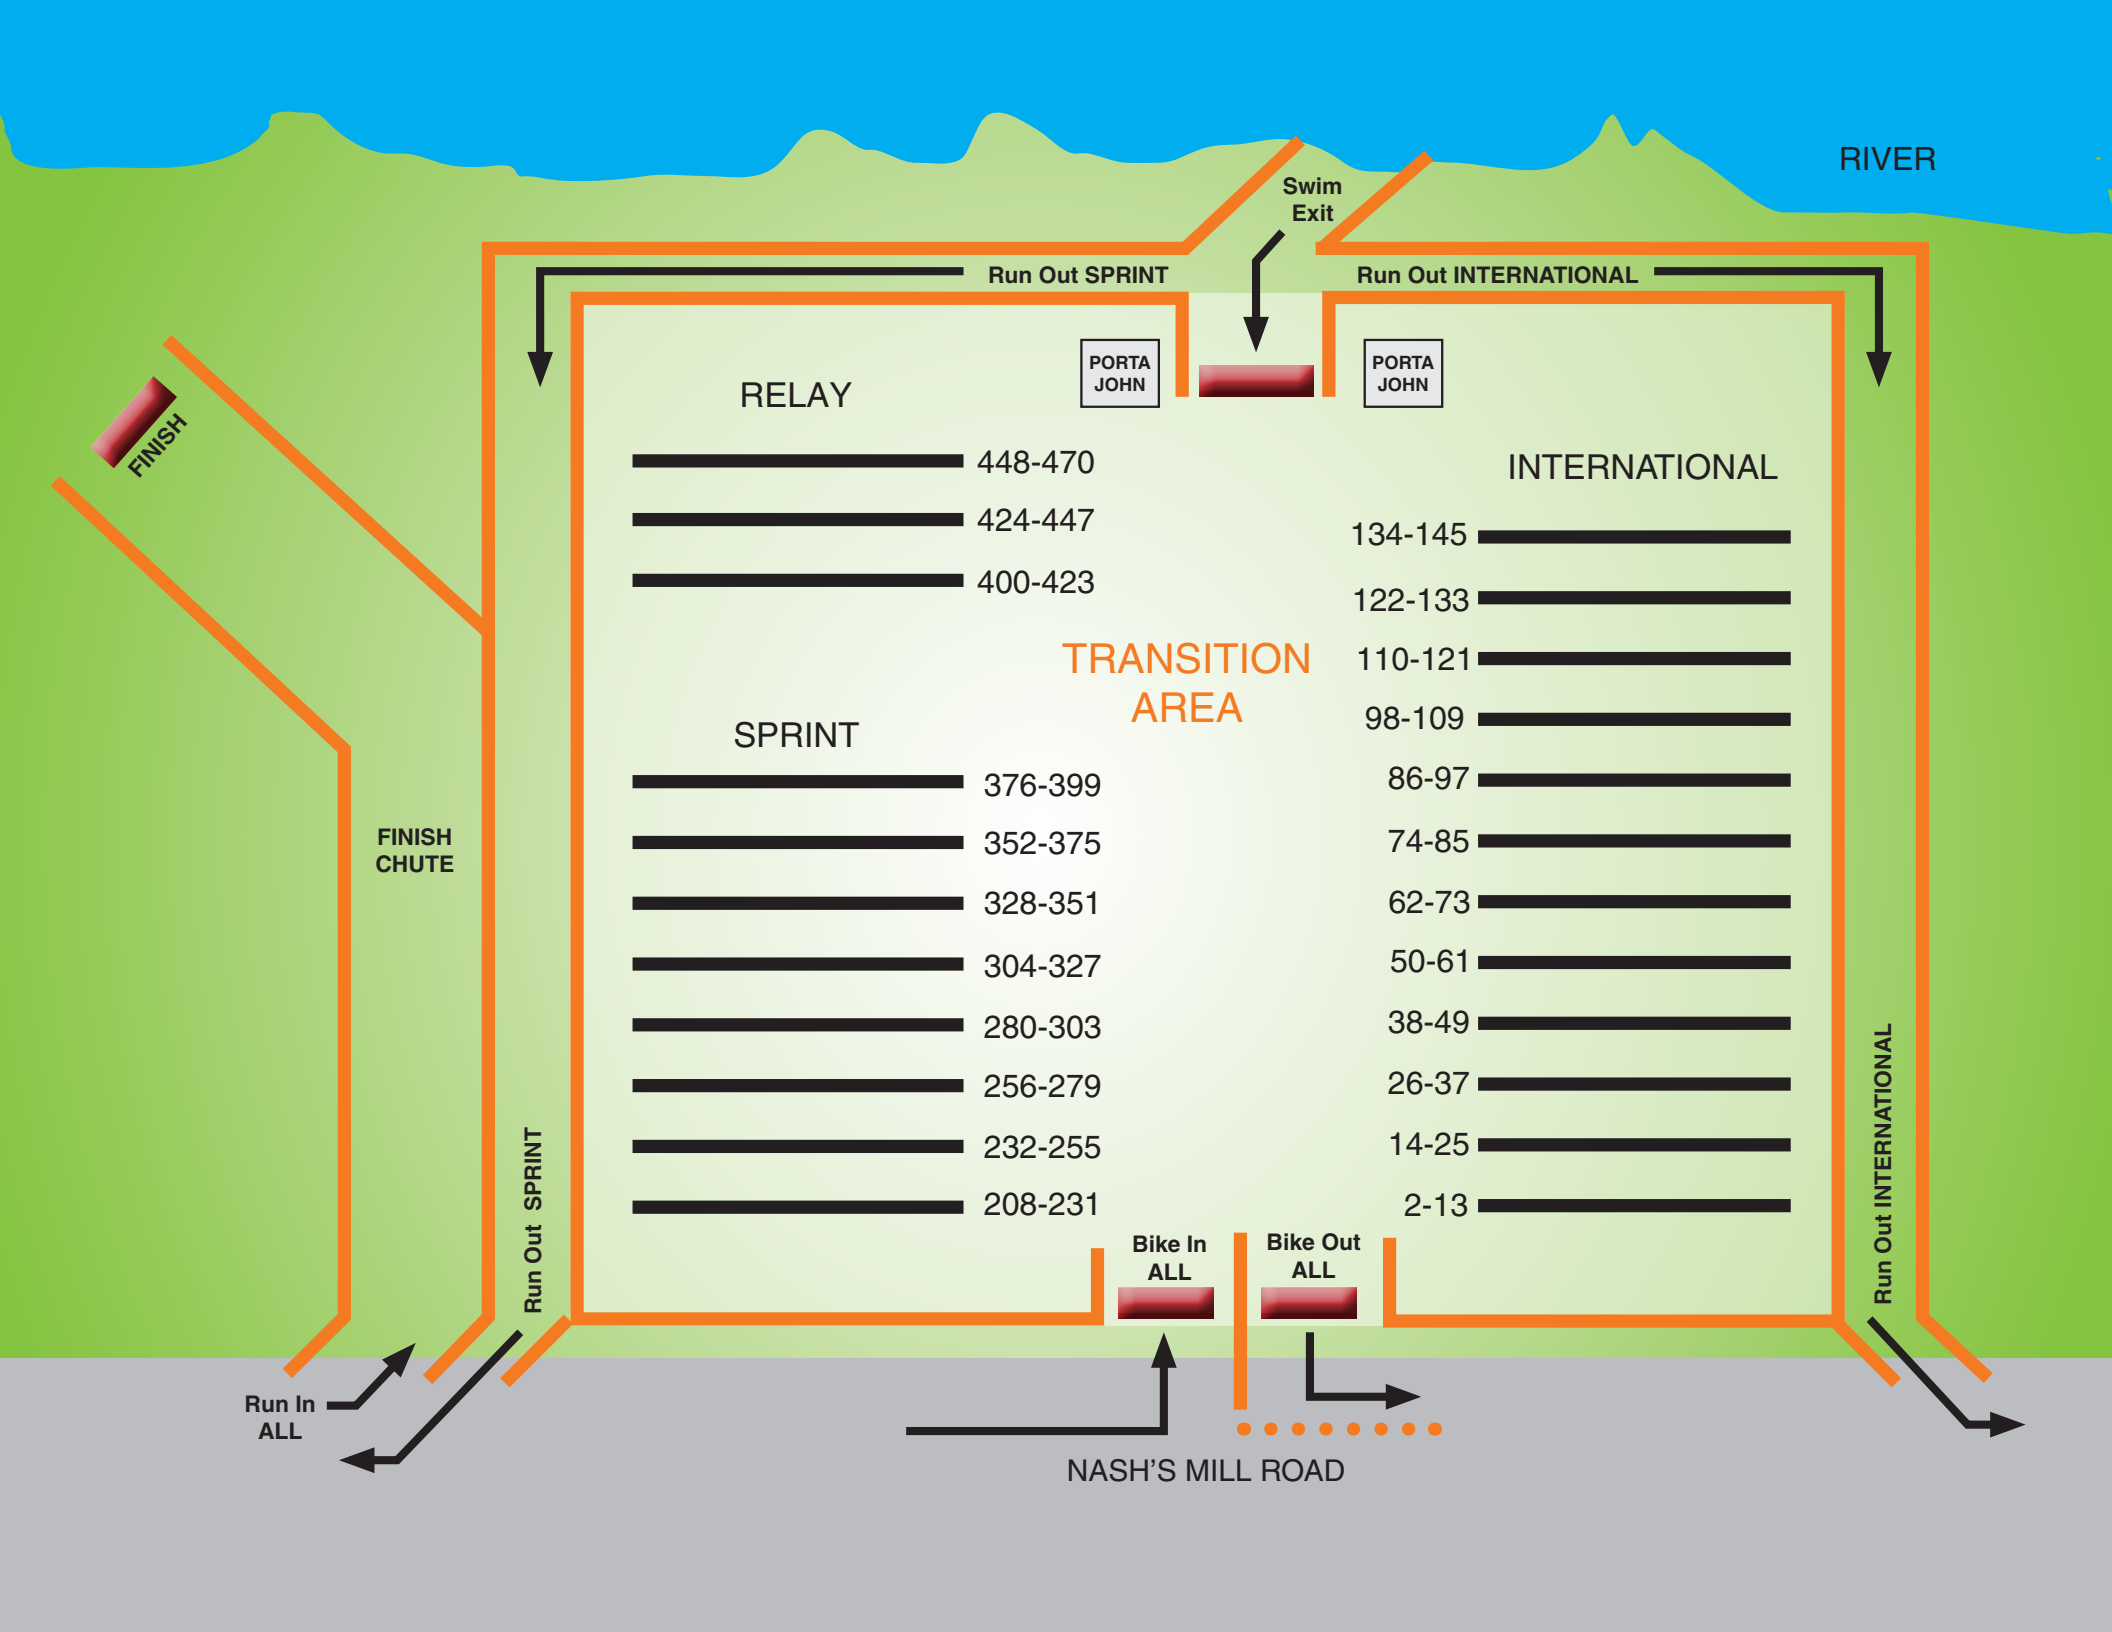 RIVER
Swim
Exit
Run Out SPRINT
Run Out INTERNATIONAL
PORTA
JOHN
PORTA
JOHN
FINISH
RELAY
448-470
424-447
400-423
INTERNATIONAL
134-145
122-133
110-121
98-109
86-97
74-85
62-73
50-61
38-49
26-37
14-25
2-13
TRANSITION
AREA
SPRINT
376-399
352-375
328-351
304-327
280-303
256-279
232-255
208-231
FINISH
CHUTE
Run Out SPRINT
Run Out INTERNATIONAL
Bike In
ALL
Bike Out
ALL
Run In
ALL
NASH'S MILL ROAD